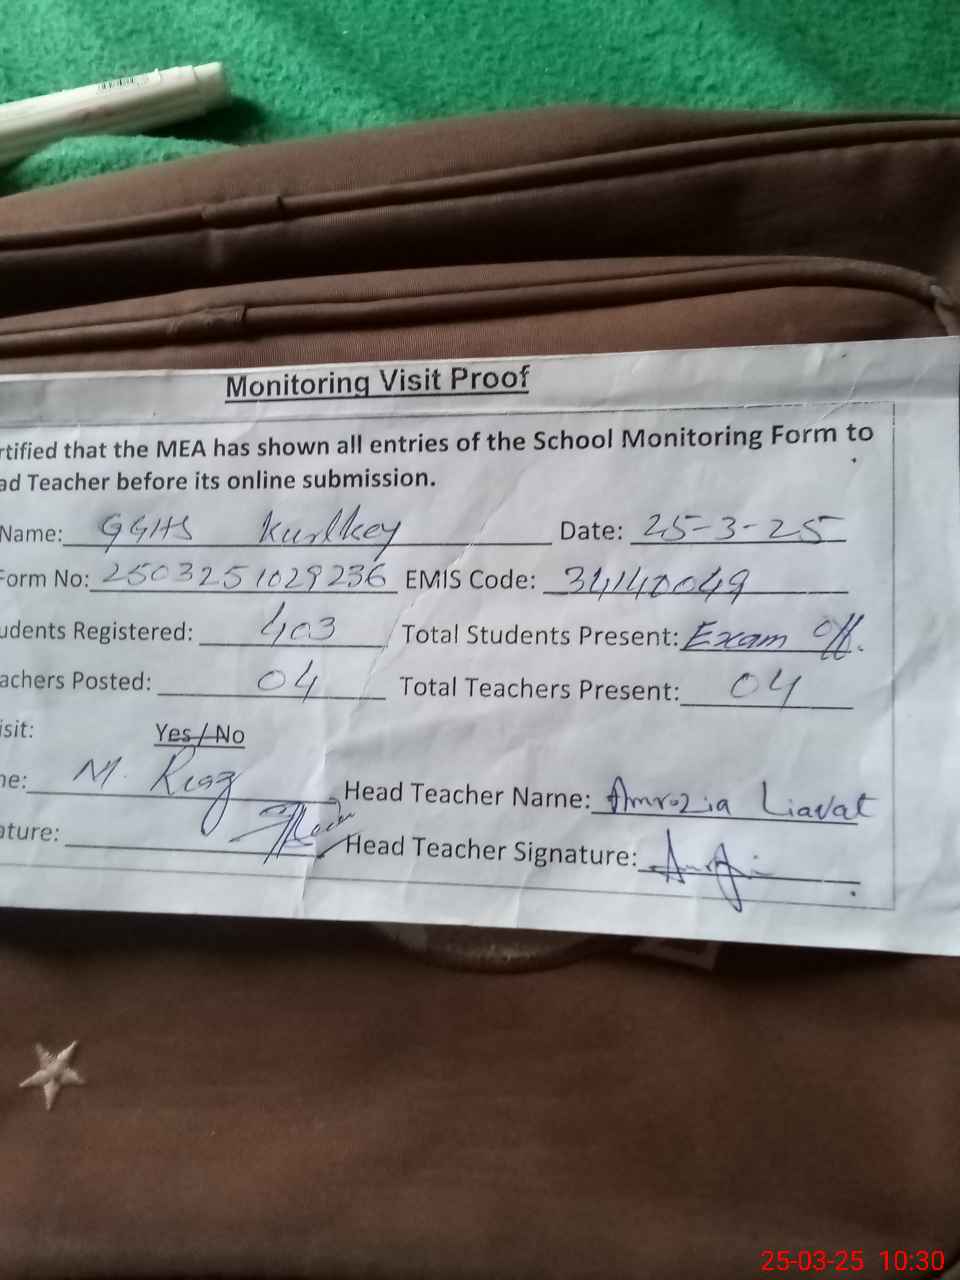 Monitoring Visit Proof
rtified that the MEA has shown all entries of the School Monitoring Form to
ad Teacher before its online submission.
Name: GGHS Kurlkey Date: 25-3-25
Form No: 2503251029236 EMIS Code: 34140049
udents Registered: 403 Total Students Present: Exam Off.
achers Posted: 04 Total Teachers Present: 04
isit: Yes / No
ne: M. Riaz Head Teacher Name: Amrozia Liaqat
ature: Head Teacher Signature:
25-03-25 10:30